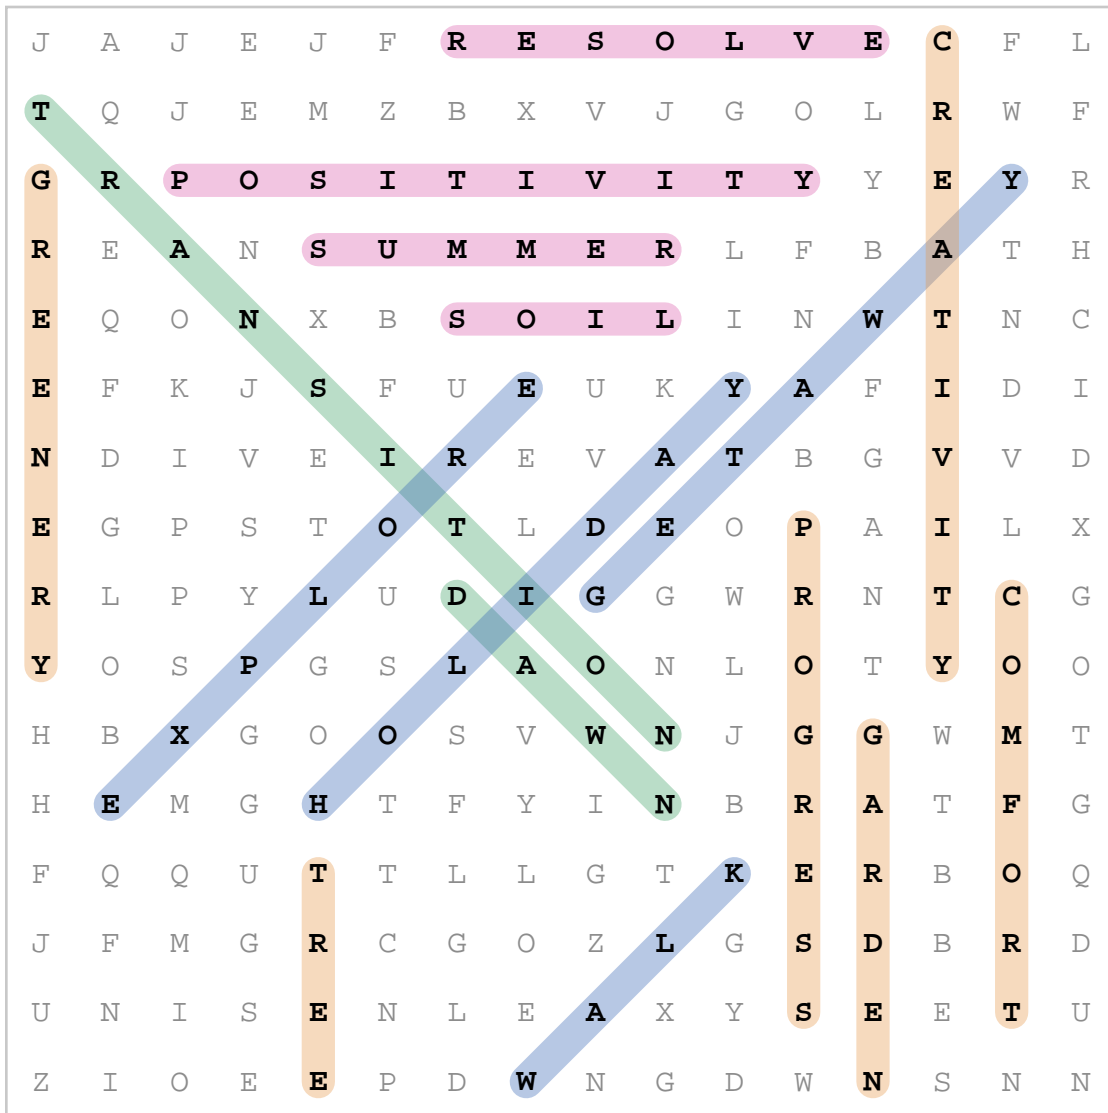 J A J E J F R E S O L V E C F L
T Q J E M Z B X V J G O L R W F
G R P O S I T I V I T Y Y E Y R
R E A N S U M M E R L F B A T H
E Q O N X B S O I L I N W T N C
E F K J S F U E U K Y A F I D I
N D I V E I R E V A T B G V V D
E G P S T O T L D E O P A I L X
R L P Y L U D I G G W R N T C G
Y O S P G S L A O N L O T Y O O
H B X G O O S V W N J G G W M T
H E M G H T F Y I N B R A T F G
F Q Q U T T L L G T K E R B O Q
J F M G R C G O Z L G S D B R D
U N I S E N L E A X Y S E E T U
Z I O E E P D W N G D W N S N N